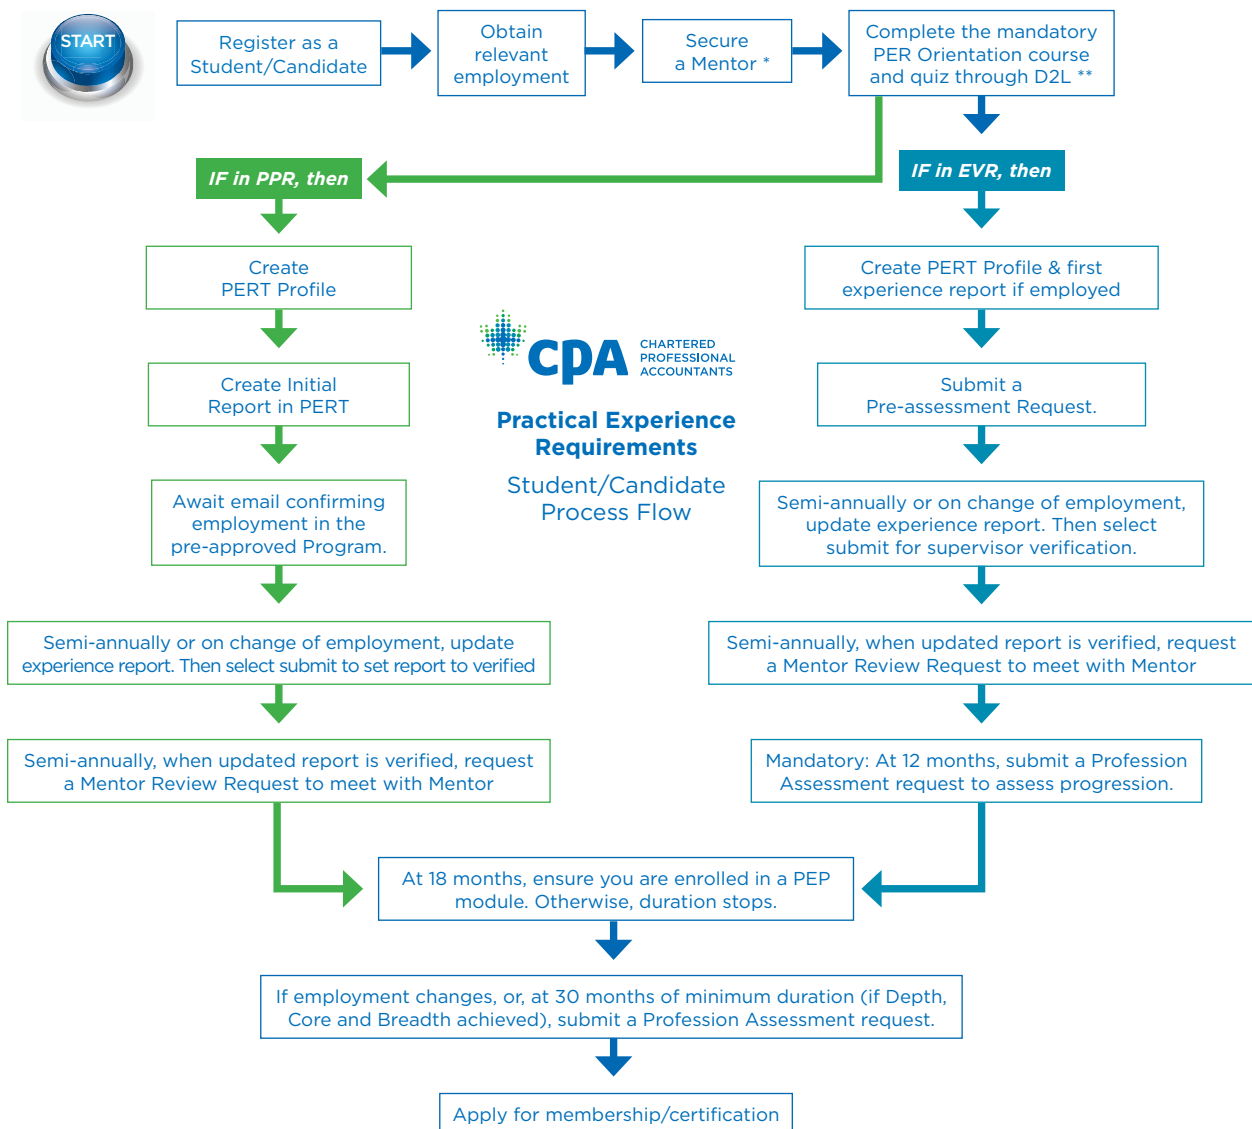 START
Register as a
Student/Candidate
Obtain
relevant
employment
Secure
a Mentor *
Complete the mandatory
PER Orientation course
and quiz through D2L **
IF in PPR, then
IF in EVR, then
Create
PERT Profile
Create PERT Profile & first
experience report if employed
Create Initial
Report in PERT
Submit a
Pre-assessment Request.
cpa
CHARTERED
PROFESSIONAL
ACCOUNTANTS
Practical Experience
Requirements
Student/Candidate
Process Flow
Await email confirming
employment in the
pre-approved Program.
Semi-annually or on change of employment,
update experience report. Then select
submit for supervisor verification.
Semi-annually or on change of employment, update
experience report. Then select submit to set report to verified
Semi-annually, when updated report is verified, request
a Mentor Review Request to meet with Mentor
Semi-annually, when updated report is verified, request
a Mentor Review Request to meet with Mentor
Mandatory: At 12 months, submit a Profession
Assessment request to assess progression.
At 18 months, ensure you are enrolled in a PEP
module. Otherwise, duration stops.
If employment changes, or, at 30 months of minimum duration (if Depth,
Core and Breadth achieved), submit a Profession Assessment request.
Apply for membership/certification